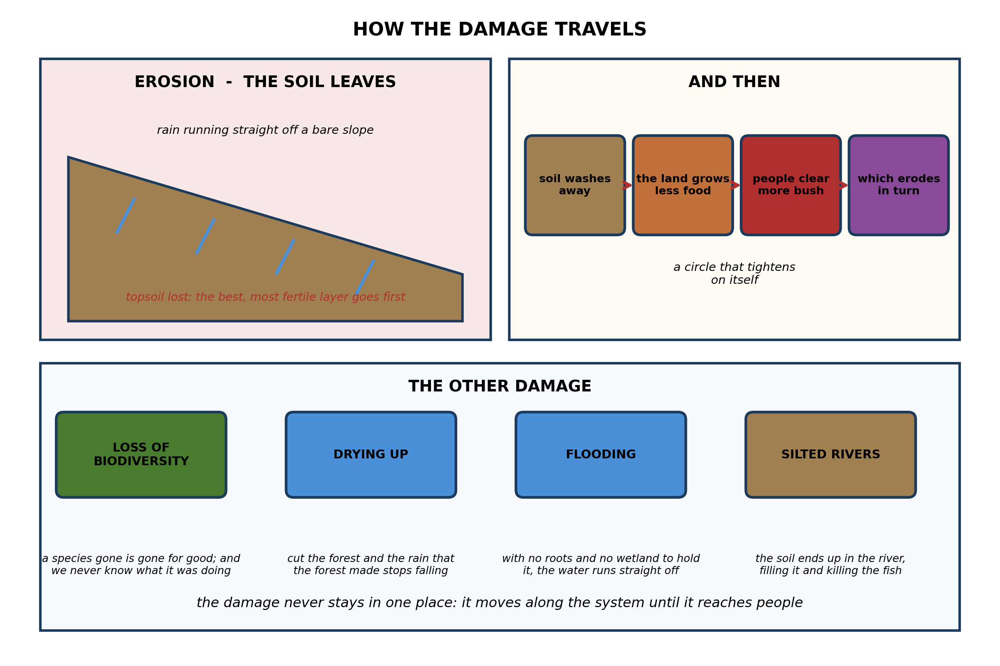 HOW THE DAMAGE TRAVELS
EROSION - THE SOIL LEAVES
rain running straight off a bare slope
topsoil lost: the best, most fertile layer goes first
AND THEN
soil washes
away
the land grows
less food
people clear
more bush
which erodes
in turn
a circle that tightens
on itself
THE OTHER DAMAGE
LOSS OF
BIODIVERSITY
a species gone is gone for good; and
we never know what it was doing
DRYING UP
cut the forest and the rain that
the forest made stops falling
FLOODING
with no roots and no wetland to hold
it, the water runs straight off
SILTED RIVERS
the soil ends up in the river,
filling it and killing the fish
the damage never stays in one place: it moves along the system until it reaches people